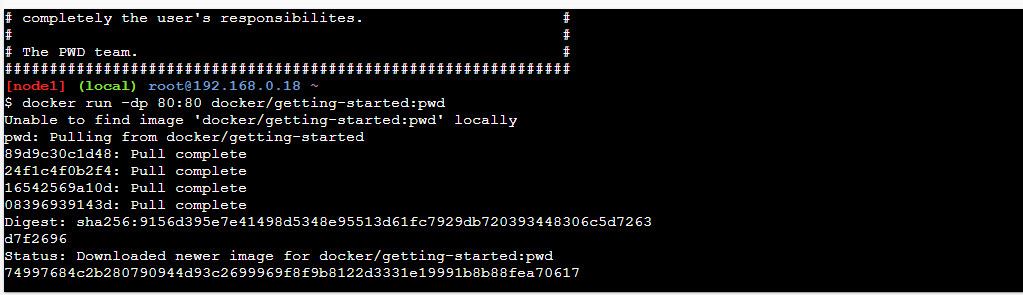 # completely the user's responsibilites. #
# #
# The PWD team. #
###############################################################
[node1] (local) root@192.168.0.18 ~
$ docker run -dp 80:80 docker/getting-started:pwd
Unable to find image 'docker/getting-started:pwd' locally
pwd: Pulling from docker/getting-started
89d9c30c1d48: Pull complete
24f1c4f0b2f4: Pull complete
16542569a10d: Pull complete
08396939143d: Pull complete
Digest: sha256:9156d395e7e41498d5348e95513d61fc7929db720393448306c5d7263
d7f2696
Status: Downloaded newer image for docker/getting-started:pwd
74997684c2b280790944d93c2699969f8f9b8122d3331e19991b8b88fea70617